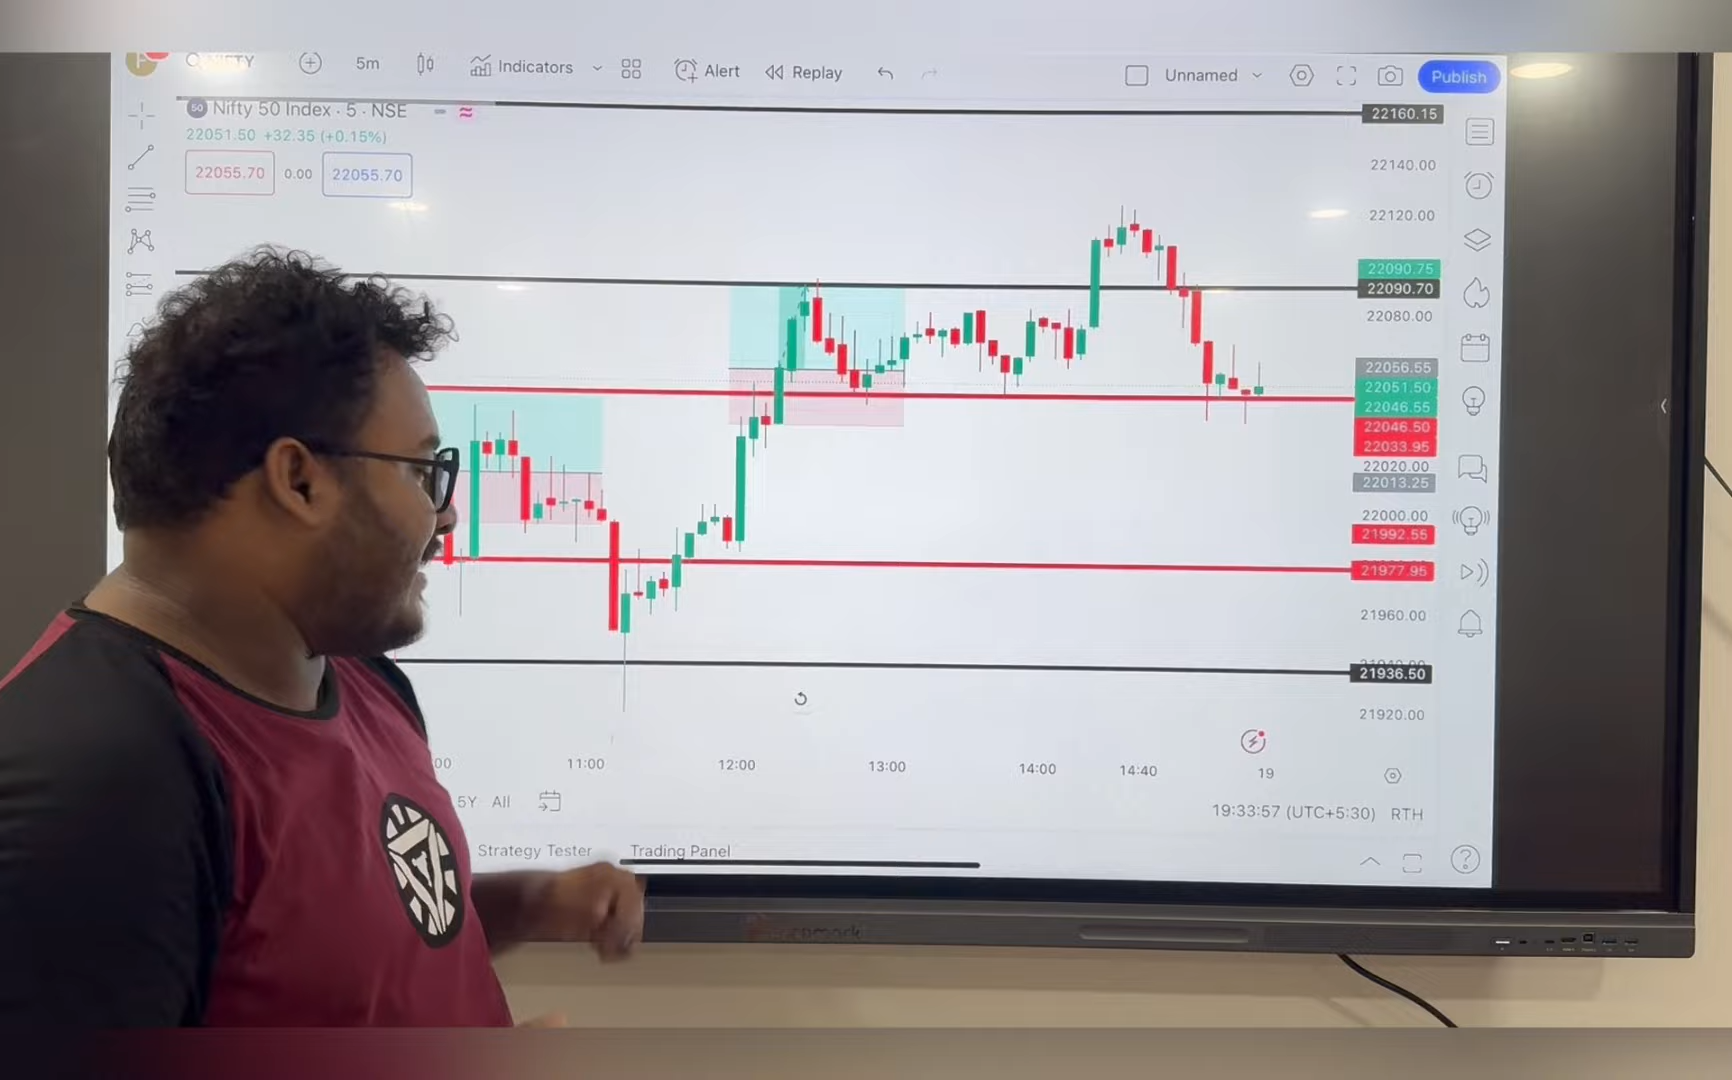 NIFTY 5m Indicators Alert Replay Unnamed Publish
Nifty 50 Index · 5 · NSE
22051.50 +32.35 (+0.15%)
22055.70 0.00 22055.70
22160.15
22140.00
22120.00
22090.75
22090.70
22080.00
22056.55
22051.50
22046.55
22046.50
22033.95
22020.00
22013.25
22000.00
21992.55
21977.95
21960.00
21936.50
21920.00
00 11:00 12:00 13:00 14:00 14:40 19
5Y All 19:33:57 (UTC+5:30) RTH
Strategy Tester Trading Panel